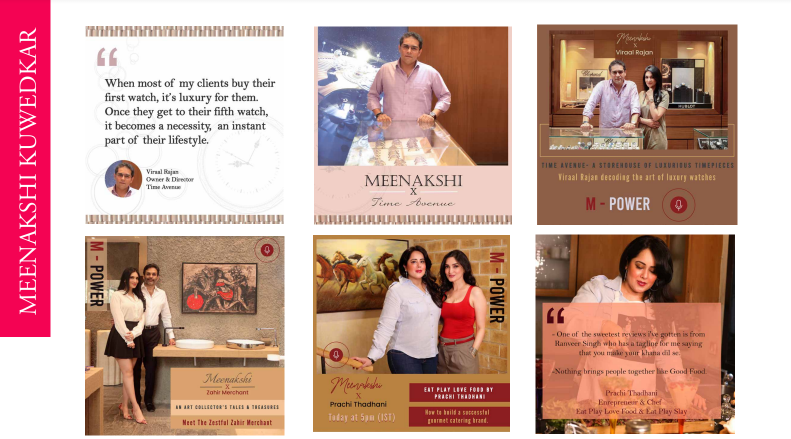 MEENAKSHI KUWEDKAR
When most of my clients buy their
first watch, it's luxury for them.
Once they get to their fifth watch,
it becomes a necessity, an instant
part of their lifestyle.
Viraal Rajan
Owner & Director
Time Avenue
MEENAKSHI
X
Time Avenue
Meenakshi
X
Viraal Rajan
HUBLOT
TIME AVENUE- A STOREHOUSE OF LUXURIOUS TIMEPIECES
Viraal Rajan decoding the art of luxury watches
M - POWER
M - POWER
Meenakshi
X
Zahir Merchant
AN ART COLLECTOR'S TALES & TREASURES
Meet The Zestful Zahir Merchant
M - POWER
Meenakshi
X
Prachi Thadhani
Today at 5pm (IST)
EAT PLAY LOVE FOOD BY
PRACHI THADHANI
How to build a successful
gourmet catering brand.
- One of the sweetest reviews i've gotten is from
Ranveer Singh who has a tagline for me saying
that you make your khana dil se.
-Nothing brings people together like Good Food
Prachi Thadhani
Entrepreneur & Chef
Eat Play Love Food & Eat Play Slay